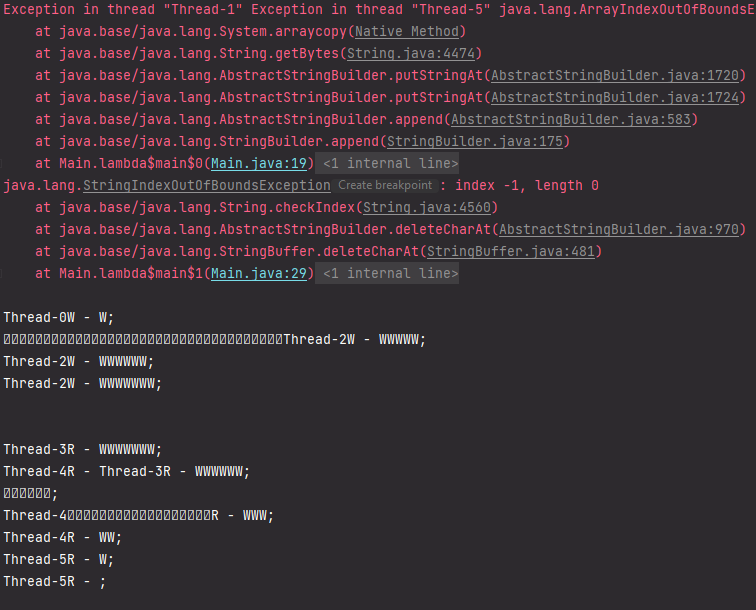 Exception in thread "Thread-1" Exception in thread "Thread-5" java.lang.ArrayIndexOutOfBoundsE
at java.base/java.lang.System.arraycopy(Native Method)
at java.base/java.lang.String.getBytes(String.java:4474)
at java.base/java.lang.AbstractStringBuilder.putStringAt(AbstractStringBuilder.java:1720)
at java.base/java.lang.AbstractStringBuilder.putStringAt(AbstractStringBuilder.java:1724)
at java.base/java.lang.AbstractStringBuilder.append(AbstractStringBuilder.java:583)
at java.base/java.lang.StringBuilder.append(StringBuilder.java:175)
at Main.lambda$main$0(Main.java:19) <1 internal line>
java.lang.StringIndexOutOfBoundsException Create breakpoint : index -1, length 0
at java.base/java.lang.String.checkIndex(String.java:4560)
at java.base/java.lang.AbstractStringBuilder.deleteCharAt(AbstractStringBuilder.java:970)
at java.base/java.lang.StringBuffer.deleteCharAt(StringBuffer.java:481)
at Main.lambda$main$1(Main.java:29) <1 internal line>
Thread-0W - W;
Thread-2W - WWWWW;
Thread-2W - WWWWWW;
Thread-2W - WWWWWWW;
Thread-3R - WWWWWWW;
Thread-4R - Thread-3R - WWWWWW;
;
Thread-4R - WWW;
Thread-4R - WW;
Thread-5R - W;
Thread-5R - ;